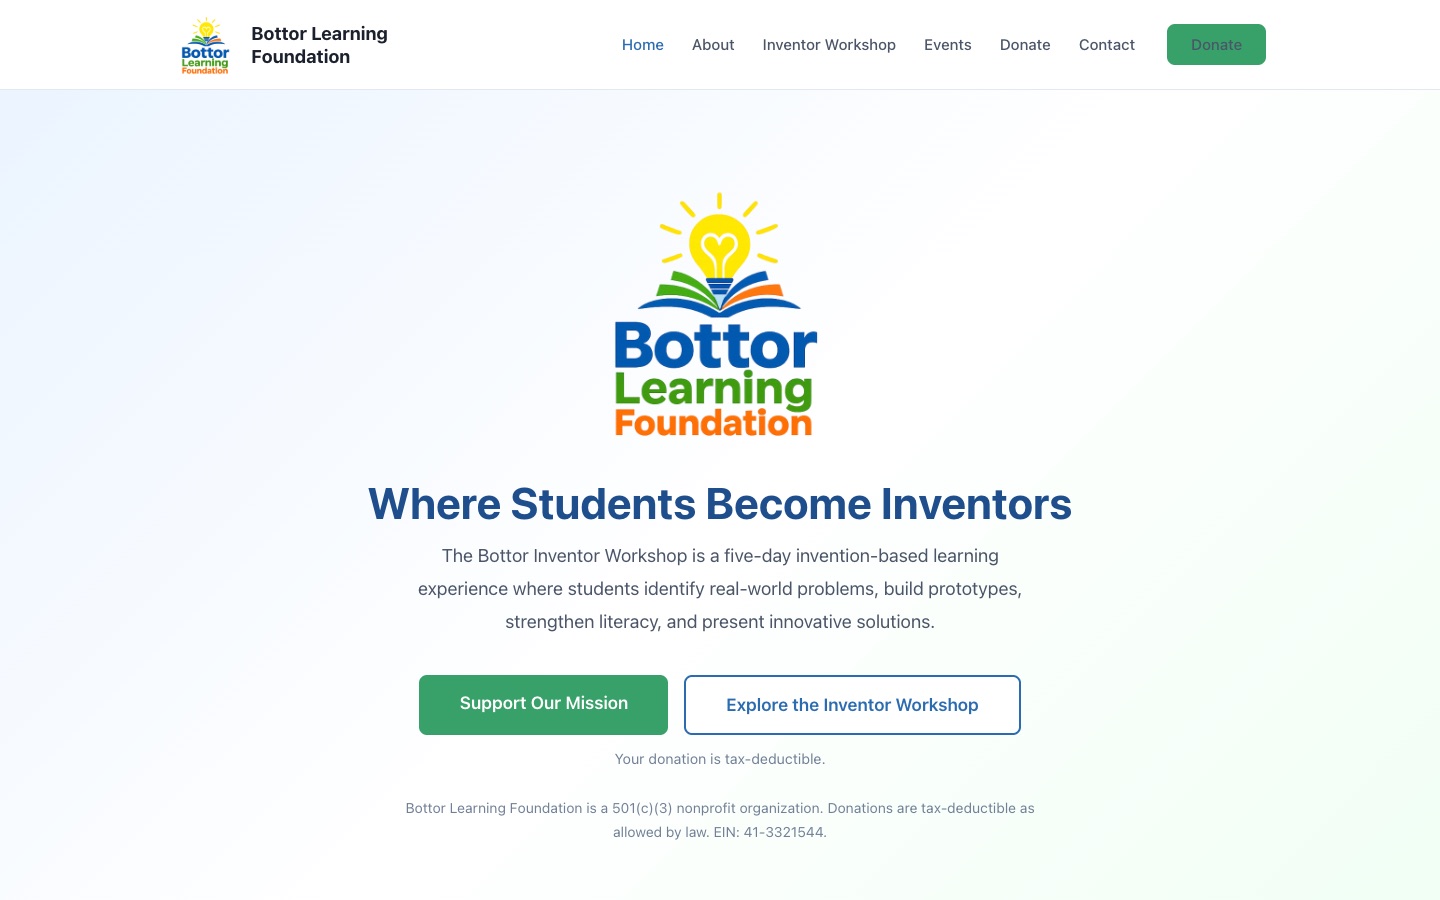 Bottor
Learning
Foundation
Bottor Learning
Foundation
Home
About
Inventor Workshop
Events
Donate
Contact
Donate
Bottor
Learning
Foundation
Where Students Become Inventors
The Bottor Inventor Workshop is a five-day invention-based learning
experience where students identify real-world problems, build prototypes,
strengthen literacy, and present innovative solutions.
Support Our Mission
Explore the Inventor Workshop
Your donation is tax-deductible.
Bottor Learning Foundation is a 501(c)(3) nonprofit organization. Donations are tax-deductible as
allowed by law. EIN: 41-3321544.